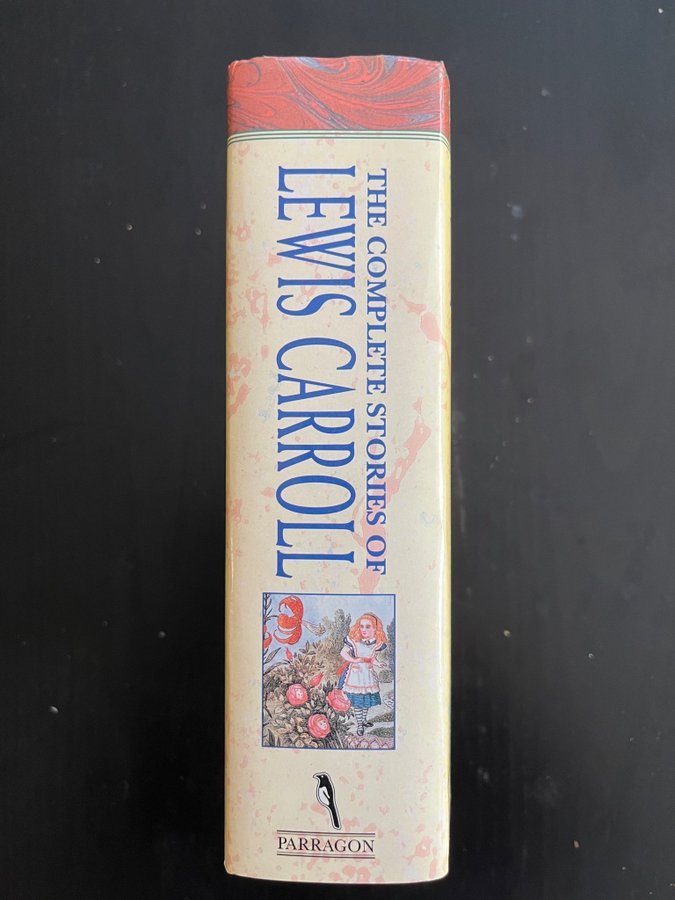 THE COMPLETE STORIES OF
LEWIS CARROLL
PARRAGON